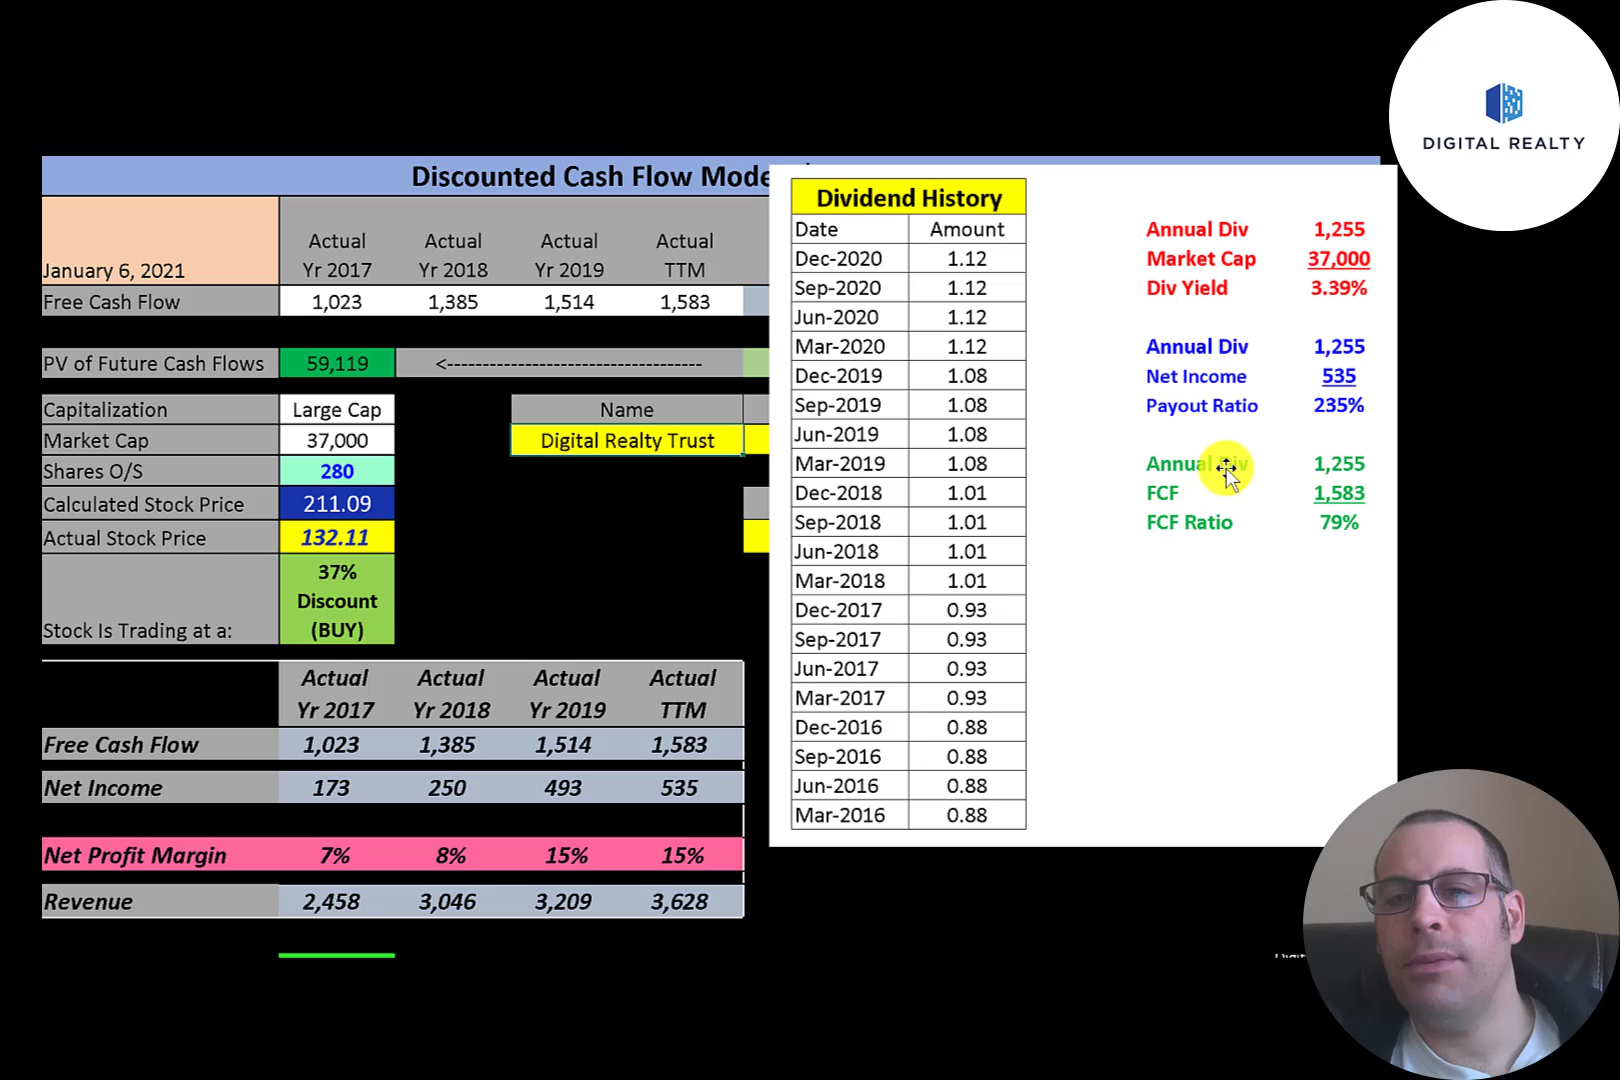 DIGITAL REALTY
Discounted Cash Flow Mode
January 6, 2021
Actual Actual Actual Actual
Yr 2017 Yr 2018 Yr 2019 TTM
Free Cash Flow 1,023 1,385 1,514 1,583
PV of Future Cash Flows 59,119 <-----------------------------------
Capitalization Large Cap Name
Market Cap 37,000 Digital Realty Trust
Shares O/S 280
Calculated Stock Price 211.09
Actual Stock Price 132.11
37%
Discount
Stock Is Trading at a: (BUY)
Actual Actual Actual Actual
Yr 2017 Yr 2018 Yr 2019 TTM
Free Cash Flow 1,023 1,385 1,514 1,583
Net Income 173 250 493 535
Net Profit Margin 7% 8% 15% 15%
Revenue 2,458 3,046 3,209 3,628
Dividend History
Date Amount
Dec-2020 1.12
Sep-2020 1.12
Jun-2020 1.12
Mar-2020 1.12
Dec-2019 1.08
Sep-2019 1.08
Jun-2019 1.08
Mar-2019 1.08
Dec-2018 1.01
Sep-2018 1.01
Jun-2018 1.01
Mar-2018 1.01
Dec-2017 0.93
Sep-2017 0.93
Jun-2017 0.93
Mar-2017 0.93
Dec-2016 0.88
Sep-2016 0.88
Jun-2016 0.88
Mar-2016 0.88
Annual Div 1,255
Market Cap 37,000
Div Yield 3.39%
Annual Div 1,255
Net Income 535
Payout Ratio 235%
Annual Div 1,255
FCF 1,583
FCF Ratio 79%